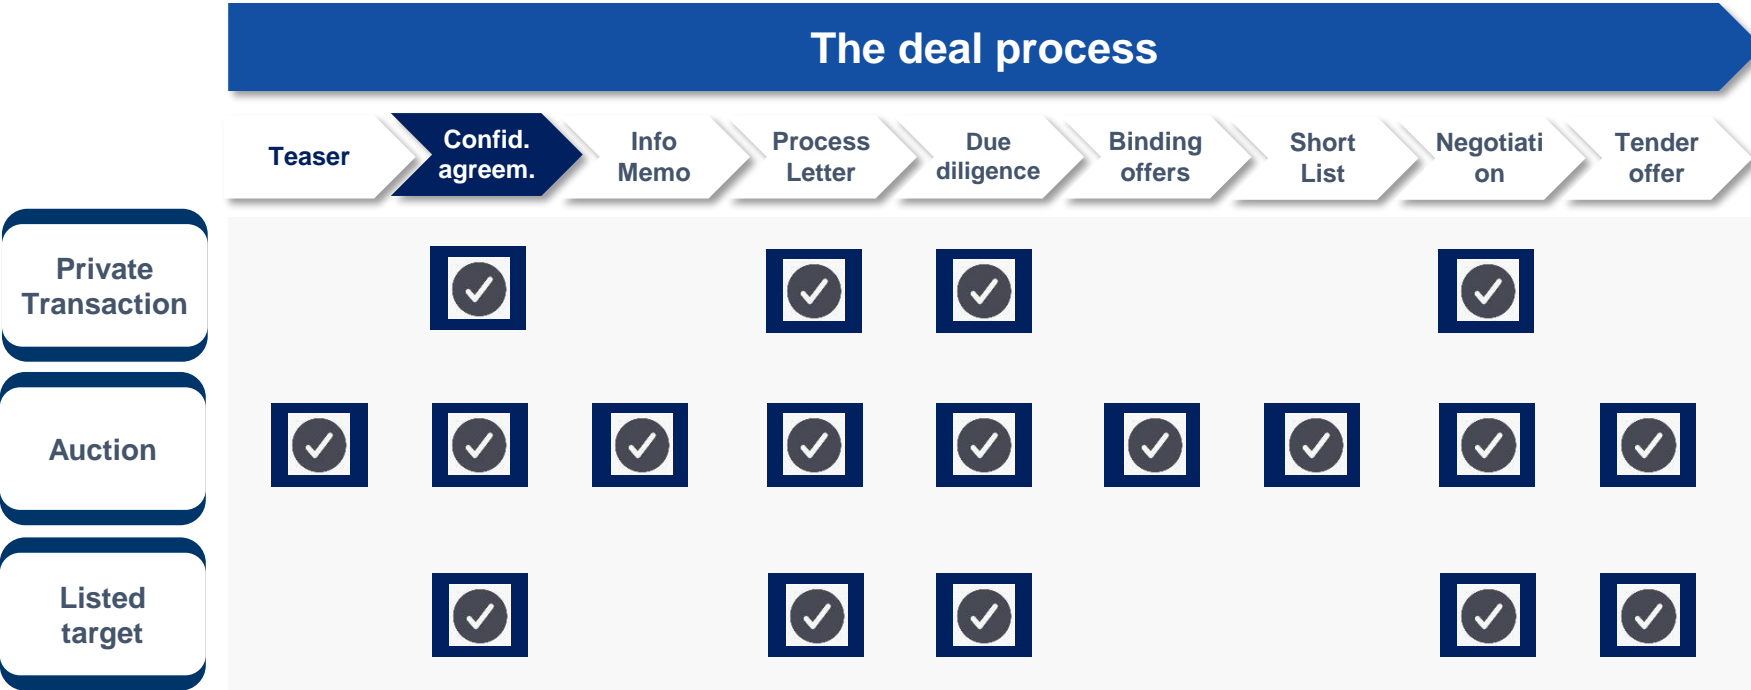 The deal process
Teaser
Confid.
agreem.
Info
Memo
Process
Letter
Due
diligence
Binding
offers
Short
List
Negotiati
on
Tender
offer
Private
Transaction
Auction
Listed
target